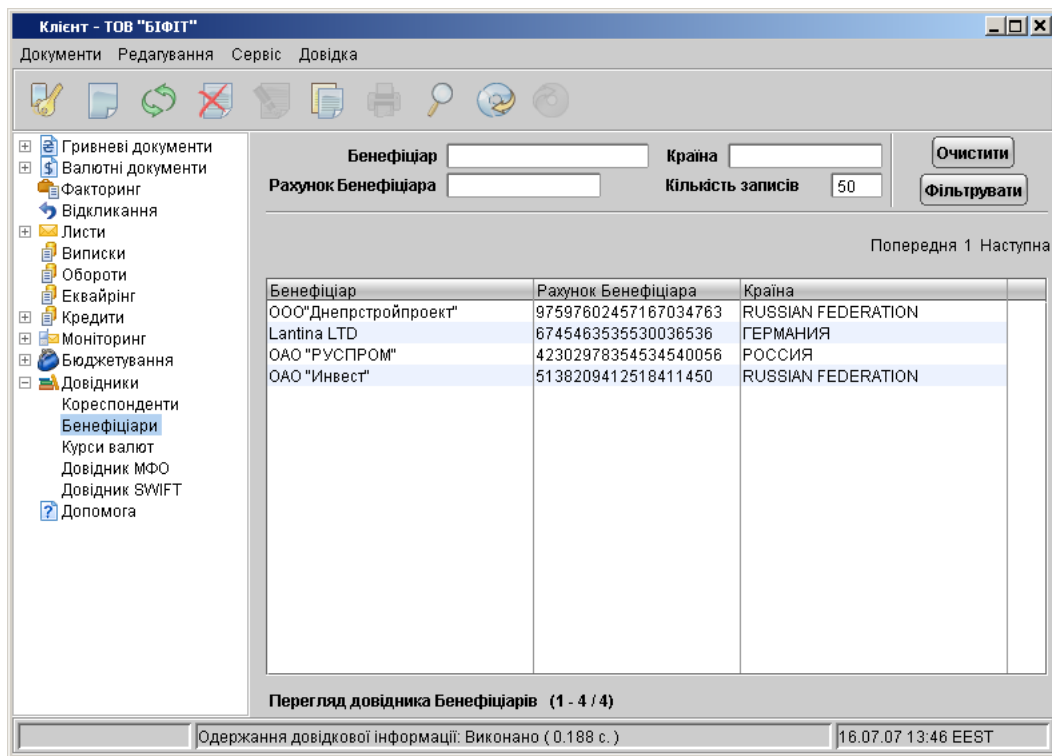 Клієнт - ТОВ "БІФІТ"
Документи Редагування Сервіс Довідка
Гривневі документи
Валютні документи
Факторинг
Відкликання
Листи
Виписки
Обороти
Еквайрінг
Кредити
Моніторинг
Бюджетування
Довідники
Кореспонденти
Бенефіціари
Курси валют
Довідник МФО
Довідник SWIFT
Допомога
Бенефіціар Країна Очистити
Рахунок Бенефіціара Кількість записів 50 Фільтрувати
Попередня 1 Наступна
Бенефіціар Рахунок Бенефіціара Країна
ООО"Днепрстройпроект" 97597602457167034763 RUSSIAN FEDERATION
Lantina LTD 6745463535530036536 ГЕРМАНИЯ
ОАО "РУСПРОМ" 42302978354534540056 РОССИЯ
ОАО "Инвест" 5138209412518411450 RUSSIAN FEDERATION
Перегляд довідника Бенефіціарів (1 - 4 / 4)
Одержання довідкової інформації: Виконано ( 0.188 с. ) 16.07.07 13:46 EEST